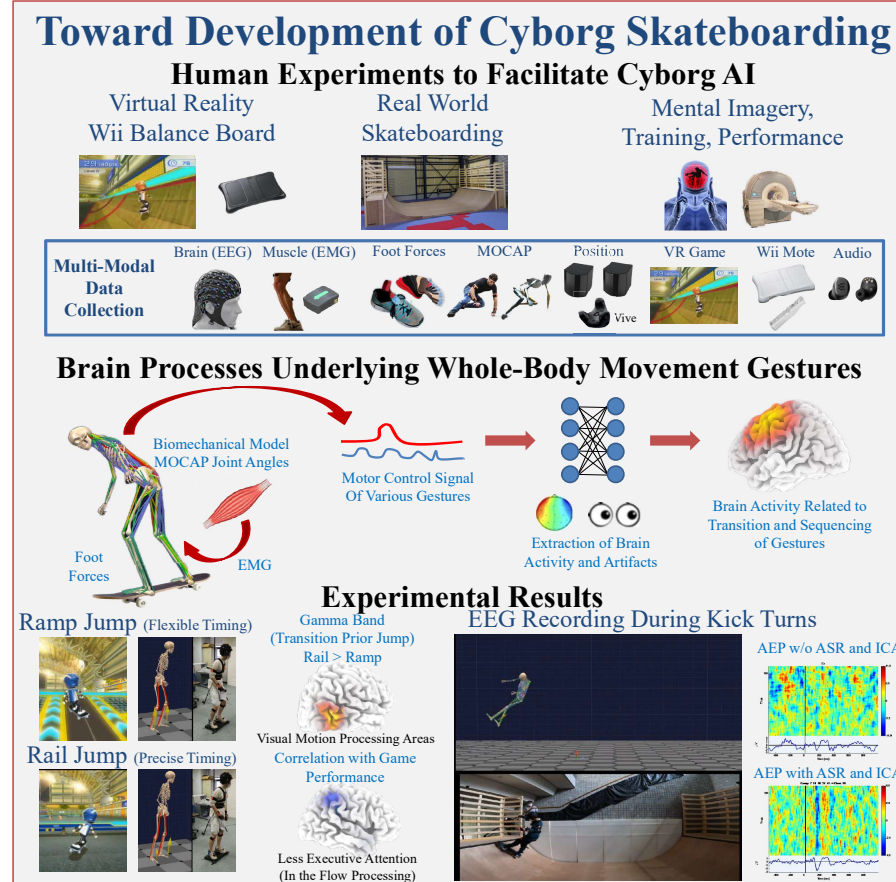 Toward Development of Cyborg Skateboarding
Human Experiments to Facilitate Cyborg AI
Virtual Reality
Wii Balance Board
Real World
Skateboarding
Mental Imagery,
Training, Performance
Multi-Modal
Data
Collection
Brain (EEG)
Muscle (EMG)
Foot Forces
MOCAP
Position
Vive
VR Game
Wii Mote
Audio
Brain Processes Underlying Whole-Body Movement Gestures
Biomechanical Model
MOCAP Joint Angles
Foot
Forces
EMG
Motor Control Signal
Of Various Gestures
Extraction of Brain
Activity and Artifacts
Brain Activity Related to
Transition and Sequencing
of Gestures
Experimental Results
Ramp Jump (Flexible Timing)
Rail Jump (Precise Timing)
Gamma Band
(Transition Prior Jump)
Rail > Ramp
Visual Motion Processing Areas
Correlation with Game
Performance
Less Executive Attention
(In the Flow Processing)
EEG Recording During Kick Turns
AEP w/o ASR and ICA
AEP with ASR and ICA